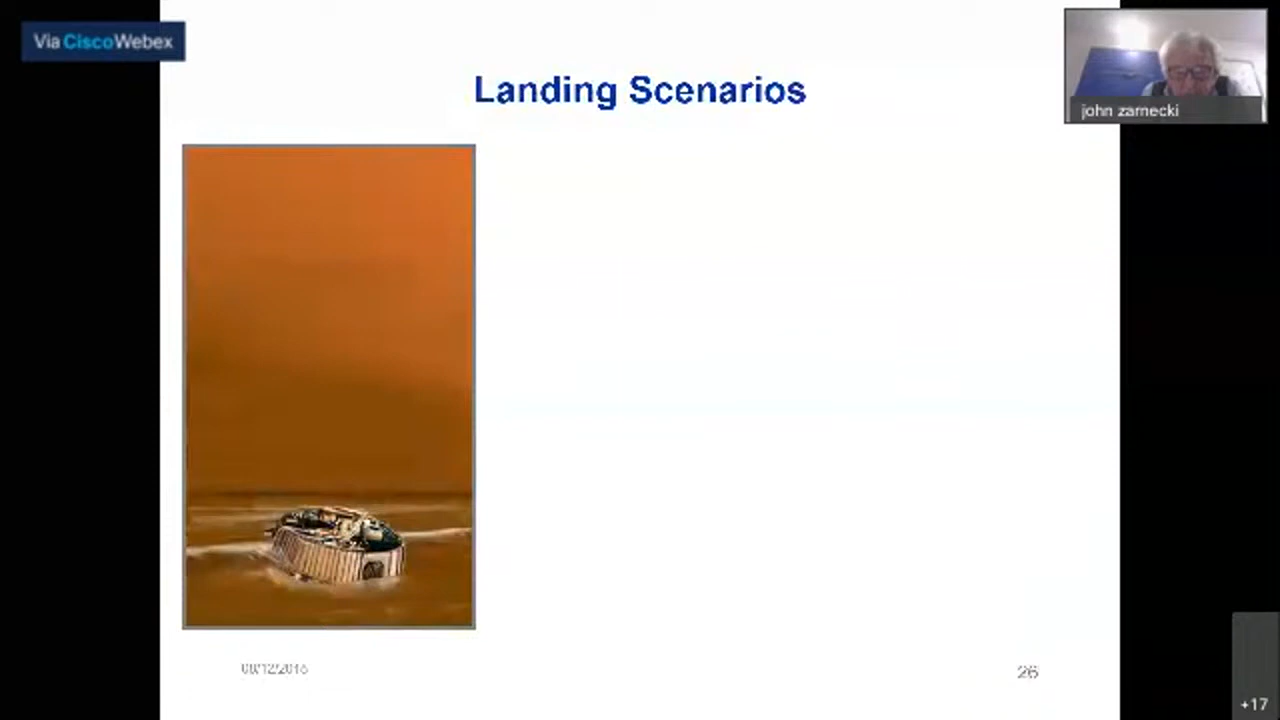 Via CiscoWebex
Landing Scenarios
john zarnecki
26
+17